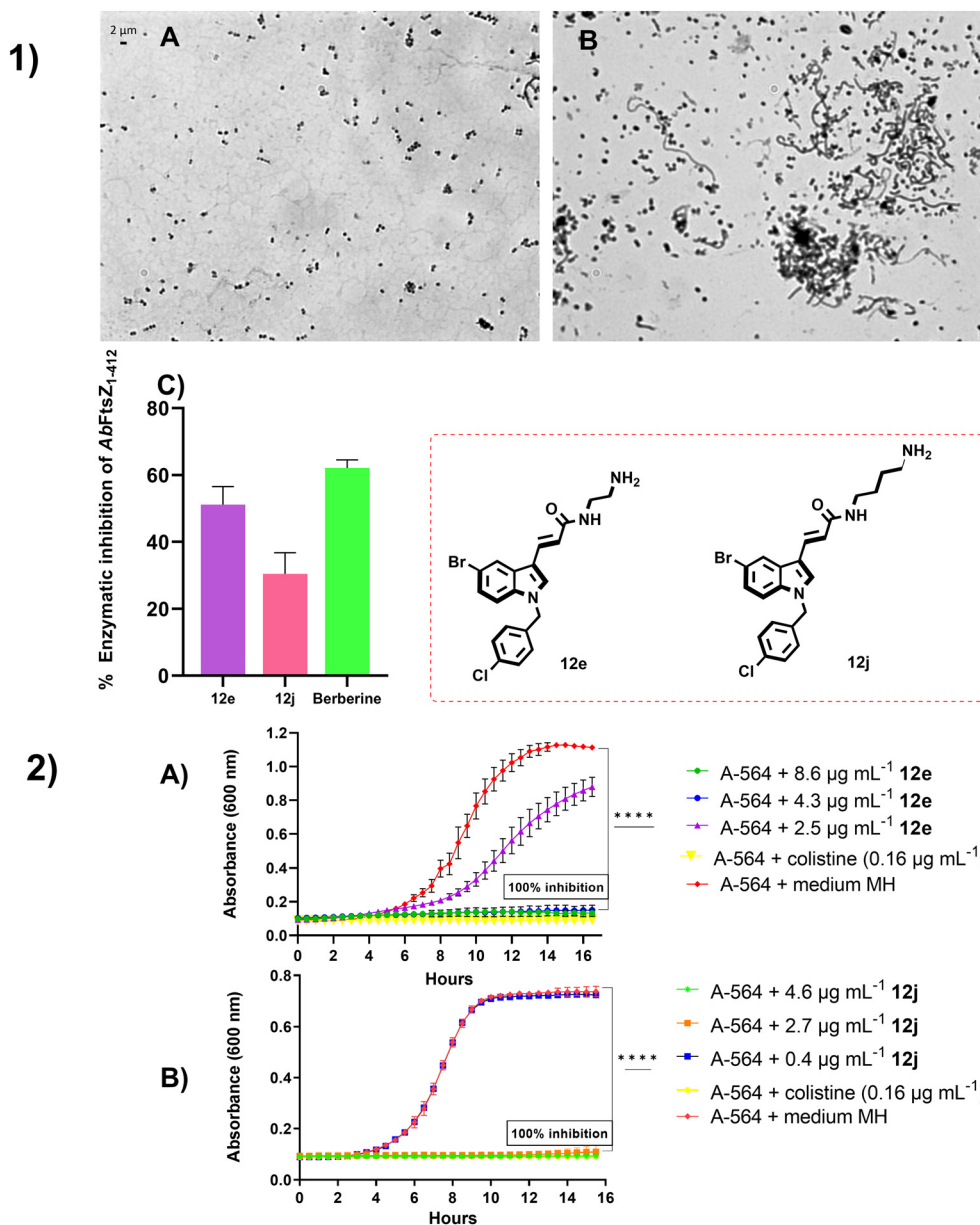 1)
2 µm
A
B
C)
% Enzymatic inhibition of AbFtsZ1-412
80
60
40
20
0
12e
12j
Berberine
NH2
O
NH
Br
N
Cl
12e
NH2
O
NH
Br
N
Cl
12j
2)
A)
Absorbance (600 nm)
1.2
1.0
0.8
0.6
0.4
0.2
0.0
0 2 4 6 8 10 12 14 16
Hours
100% inhibition
****
A-564 + 8.6 µg mL-1 12e
A-564 + 4.3 µg mL-1 12e
A-564 + 2.5 µg mL-1 12e
A-564 + colistine (0.16 µg mL-1
A-564 + medium MH
B)
Absorbance (600 nm)
0.8
0.6
0.4
0.2
0.0
0 2 4 6 8 10 12 14 16
Hours
100% inhibition
****
A-564 + 4.6 µg mL-1 12j
A-564 + 2.7 µg mL-1 12j
A-564 + 0.4 µg mL-1 12j
A-564 + colistine (0.16 µg mL-1
A-564 + medium MH